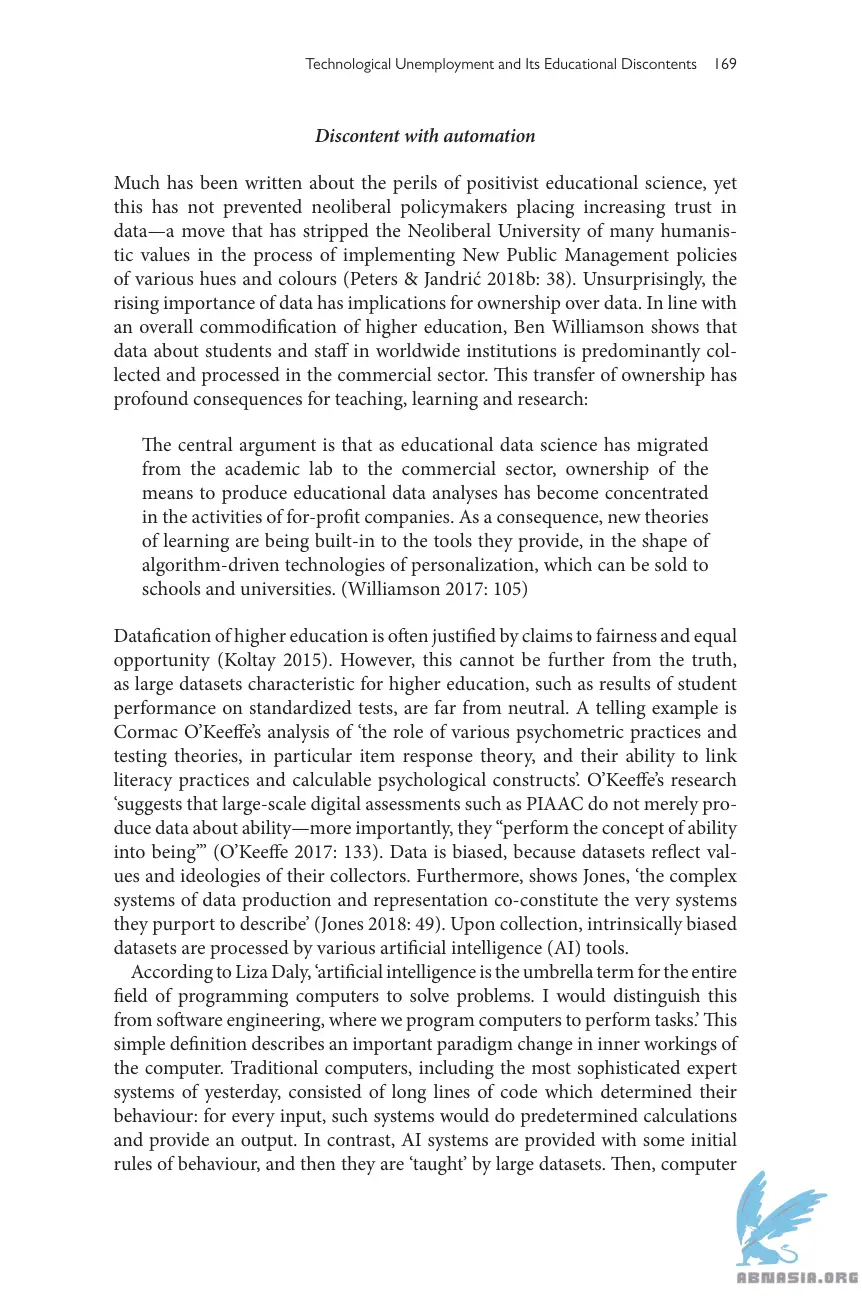 Technological Unemployment and Its Educational Discontents 169
Discontent with automation
Much has been written about the perils of positivist educational science, yet
this has not prevented neoliberal policymakers placing increasing trust in
data—a move that has stripped the Neoliberal University of many humanis-
tic values in the process of implementing New Public Management policies
of various hues and colours (Peters & Jandrić 2018b: 38). Unsurprisingly, the
rising importance of data has implications for ownership over data. In line with
an overall commodification of higher education, Ben Williamson shows that
data about students and staff in worldwide institutions is predominantly col-
lected and processed in the commercial sector. This transfer of ownership has
profound consequences for teaching, learning and research:
The central argument is that as educational data science has migrated
from the academic lab to the commercial sector, ownership of the
means to produce educational data analyses has become concentrated
in the activities of for-profit companies. As a consequence, new theories
of learning are being built-in to the tools they provide, in the shape of
algorithm-driven technologies of personalization, which can be sold to
schools and universities. (Williamson 2017: 105)
Datafication of higher education is often justified by claims to fairness and equal
opportunity (Koltay 2015). However, this cannot be further from the truth,
as large datasets characteristic for higher education, such as results of student
performance on standardized tests, are far from neutral. A telling example is
Cormac O’Keeffe’s analysis of ‘the role of various psychometric practices and
testing theories, in particular item response theory, and their ability to link
literacy practices and calculable psychological constructs’. O’Keeffe’s research
‘suggests that large-scale digital assessments such as PIAAC do not merely pro-
duce data about ability—more importantly, they “perform the concept of ability
into being”’ (O’Keeffe 2017: 133). Data is biased, because datasets reflect val-
ues and ideologies of their collectors. Furthermore, shows Jones, ‘the complex
systems of data production and representation co-constitute the very systems
they purport to describe’ (Jones 2018: 49). Upon collection, intrinsically biased
datasets are processed by various artificial intelligence (AI) tools.
According to Liza Daly, ‘artificial intelligence is the umbrella term for the entire
field of programming computers to solve problems. I would distinguish this
from software engineering, where we program computers to perform tasks.’ This
simple definition describes an important paradigm change in inner workings of
the computer. Traditional computers, including the most sophisticated expert
systems of yesterday, consisted of long lines of code which determined their
behaviour: for every input, such systems would do predetermined calculations
and provide an output. In contrast, AI systems are provided with some initial
rules of behaviour, and then they are ‘taught’ by large datasets. Then, computer
ABNASIA.ORG